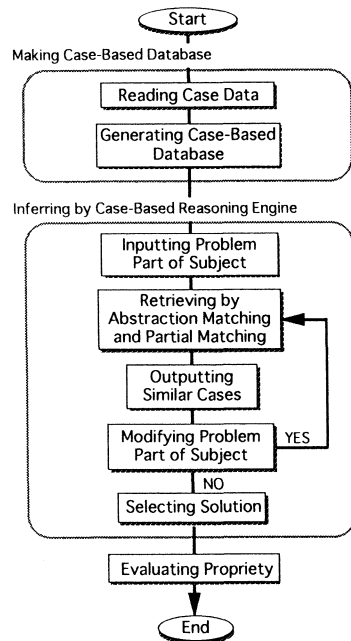 Start
Making Case-Based Database
Reading Case Data
Generating Case-Based
Database
Inferring by Case-Based Reasoning Engine
Inputting Problem
Part of Subject
Retrieving by
Abstraction Matching
and Partial Matching
Outputting
Similar Cases
Modifying Problem
Part of Subject
YES
NO
Selecting Solution
Evaluating Propriety
End